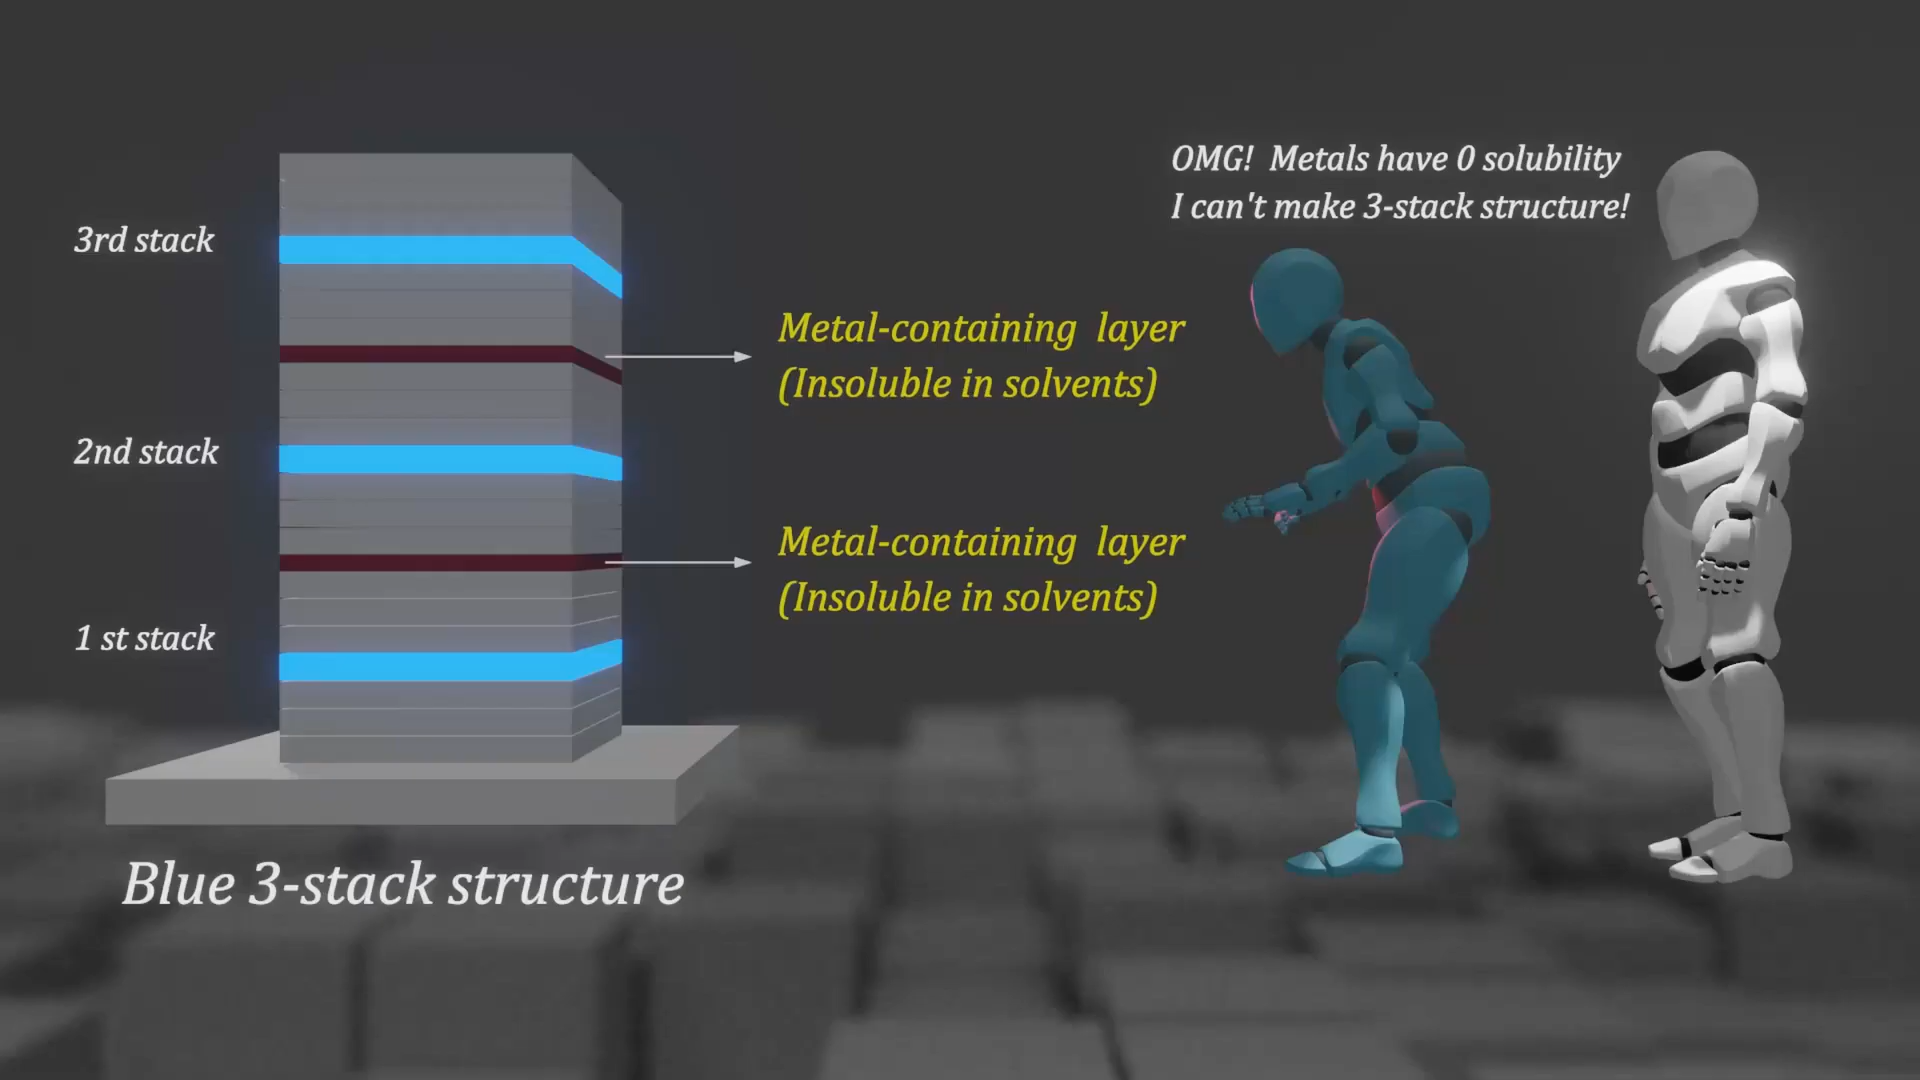 OMG! Metals have 0 solubility
I can't make 3-stack structure!
3rd stack
Metal-containing layer
(Insoluble in solvents)
2nd stack
Metal-containing layer
(Insoluble in solvents)
1 st stack
Blue 3-stack structure